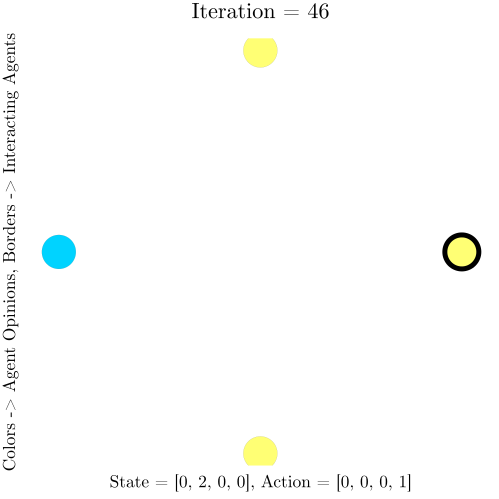 Iteration = 46
Colors -> Agent Opinions, Borders -> Interacting Agents
State = [0, 2, 0, 0], Action = [0, 0, 0, 1]